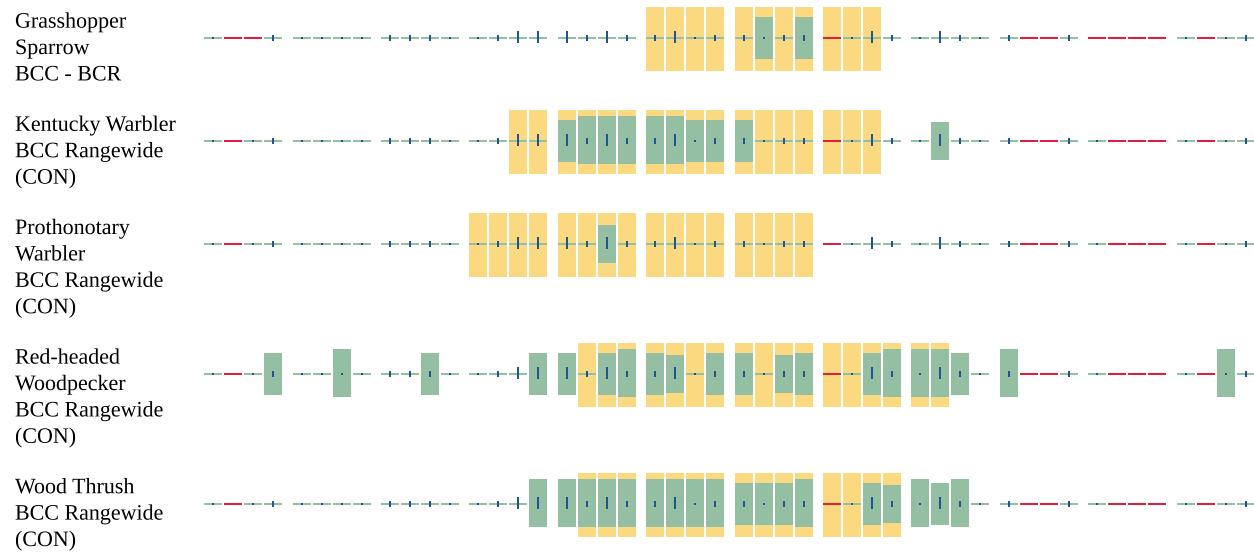 Grasshopper
Sparrow
BCC - BCR
Kentucky Warbler
BCC Rangewide
(CON)
Prothonotary
Warbler
BCC Rangewide
(CON)
Red-headed
Woodpecker
BCC Rangewide
(CON)
Wood Thrush
BCC Rangewide
(CON)